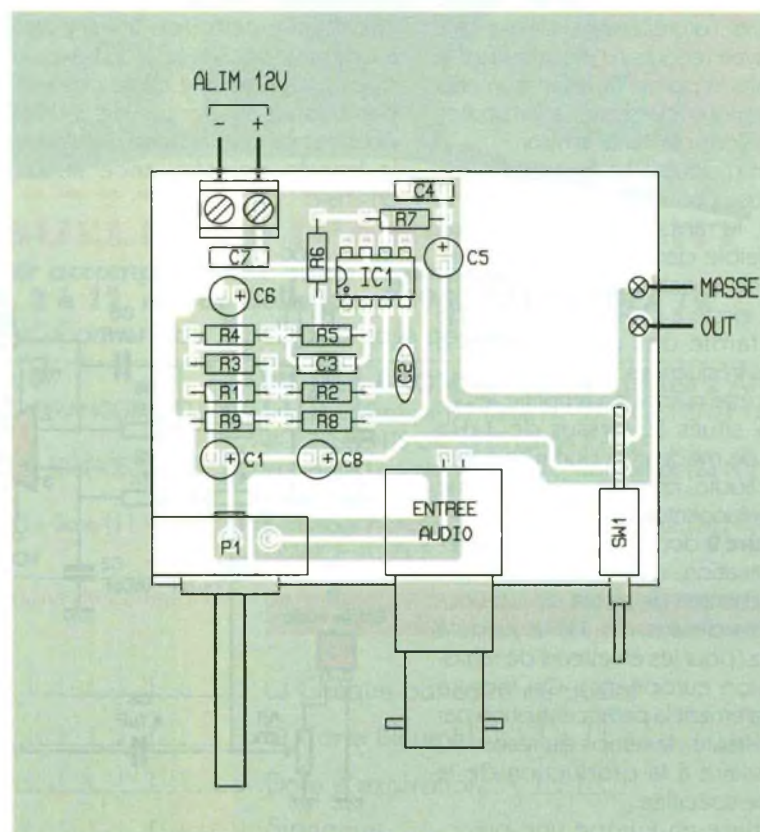 ALIM 12V
- +
C4
R7
C7
R6
IC1
C5
C6
MASSE
OUT
R4
R5
R3
C3
R1
R2
C2
R9
R8
C1
C8
P1
ENTREE
AUDIO
SW1